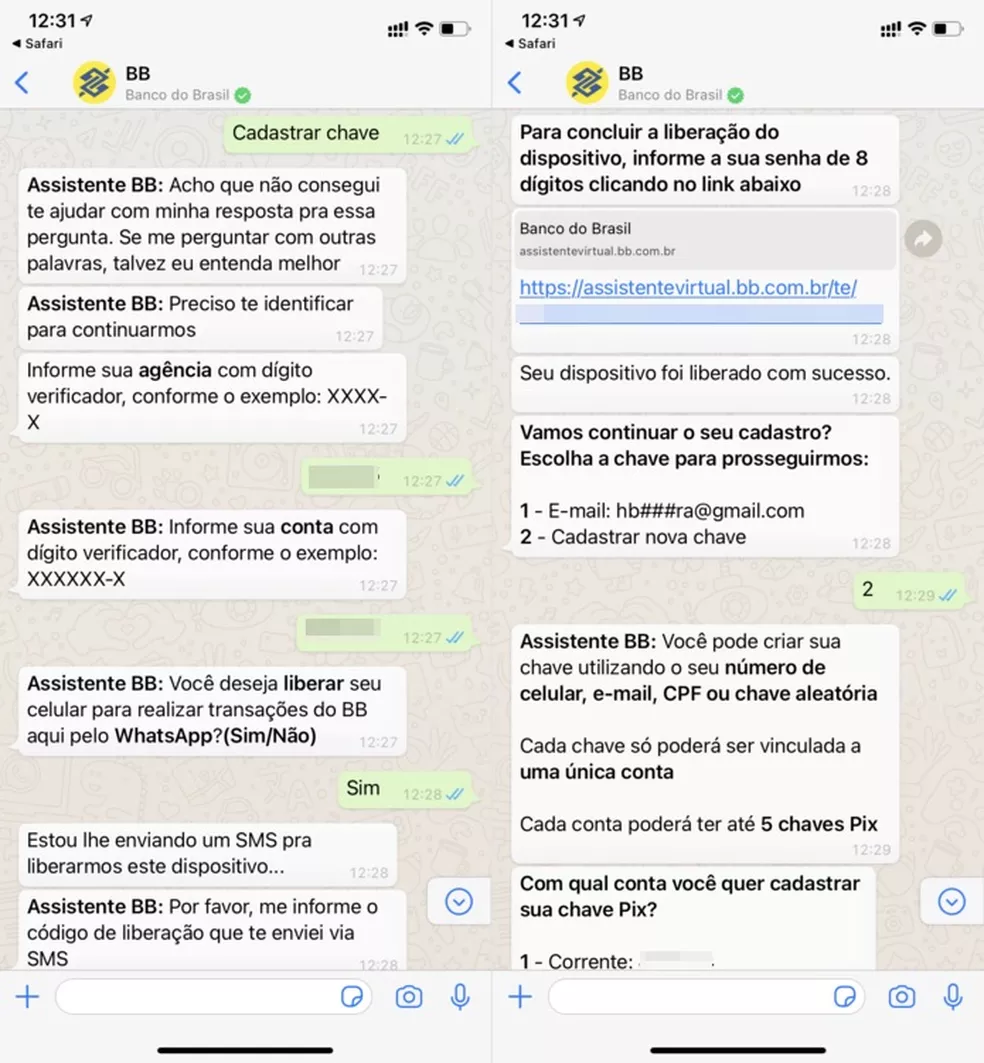 12:31
Safari
BB
Banco do Brasil
Cadastrar chave 12:27
Assistente BB: Acho que não consegui
te ajudar com minha resposta pra essa
pergunta. Se me perguntar com outras
palavras, talvez eu entenda melhor 12:27
Assistente BB: Preciso te identificar
para continuarmos 12:27
Informe sua agência com dígito
verificador, conforme o exemplo: XXXX-
X 12:27
12:27
Assistente BB: Informe sua conta com
dígito verificador, conforme o exemplo:
XXXXXX-X 12:27
12:27
Assistente BB: Você deseja liberar seu
celular para realizar transações do BB
aqui pelo WhatsApp?(Sim/Não) 12:27
Sim 12:28
Estou lhe enviando um SMS pra
liberarmos este dispositivo... 12:28
Assistente BB: Por favor, me informe o
código de liberação que te enviei via
SMS 12:28
12:31
Safari
BB
Banco do Brasil
Para concluir a liberação do
dispositivo, informe a sua senha de 8
dígitos clicando no link abaixo 12:28
Banco do Brasil
assistentevirtual.bb.com.br
https://assistentevirtual.bb.com.br/te/
12:28
Seu dispositivo foi liberado com sucesso.
12:28
Vamos continuar o seu cadastro?
Escolha a chave para prosseguirmos:
1 - E-mail: hb###ra@gmail.com
2 - Cadastrar nova chave 12:28
2 12:29
Assistente BB: Você pode criar sua
chave utilizando o seu número de
celular, e-mail, CPF ou chave aleatória
Cada chave só poderá ser vinculada a
uma única conta
Cada conta poderá ter até 5 chaves Pix
12:29
Com qual conta você quer cadastrar
sua chave Pix?
1 - Corrente: